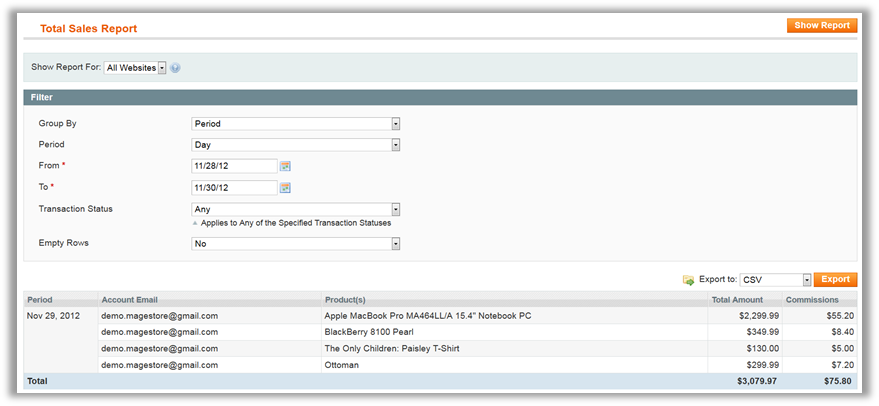 Total Sales Report
Show Report
Show Report For: All Websites
Filter
Group By Period
Period Day
From * 11/28/12
To * 11/30/12
Transaction Status Any
Applies to Any of the Specified Transaction Statuses
Empty Rows No
Export to: CSV Export
Period Account Email Product(s) Total Amount Commissions
Nov 29, 2012 demo.magestore@gmail.com Apple MacBook Pro MA464LL/A 15.4" Notebook PC $2,299.99 $55.20
demo.magestore@gmail.com BlackBerry 8100 Pearl $349.99 $8.40
demo.magestore@gmail.com The Only Children: Paisley T-Shirt $130.00 $5.00
demo.magestore@gmail.com Ottoman $299.99 $7.20
Total $3,079.97 $75.80